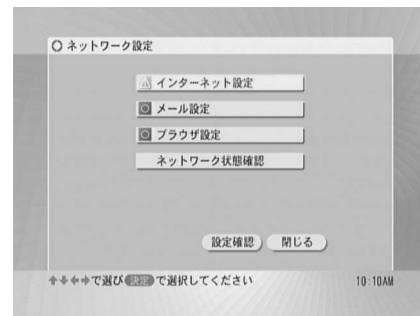 ネットワーク設定
インターネット設定
メール設定
ブラウザ設定
ネットワーク状態確認
設定確認 閉じる
↑↓←→で選び 決定 で選択してください 10:10AM